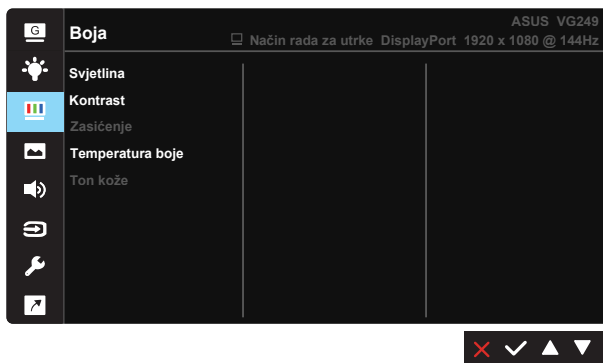 G
Boja
ASUS VG249
Način rada za utrke DisplayPort 1920 x 1080 @ 144Hz
Svjetlina
Kontrast
Zasićenje
Temperatura boje
Ton kože